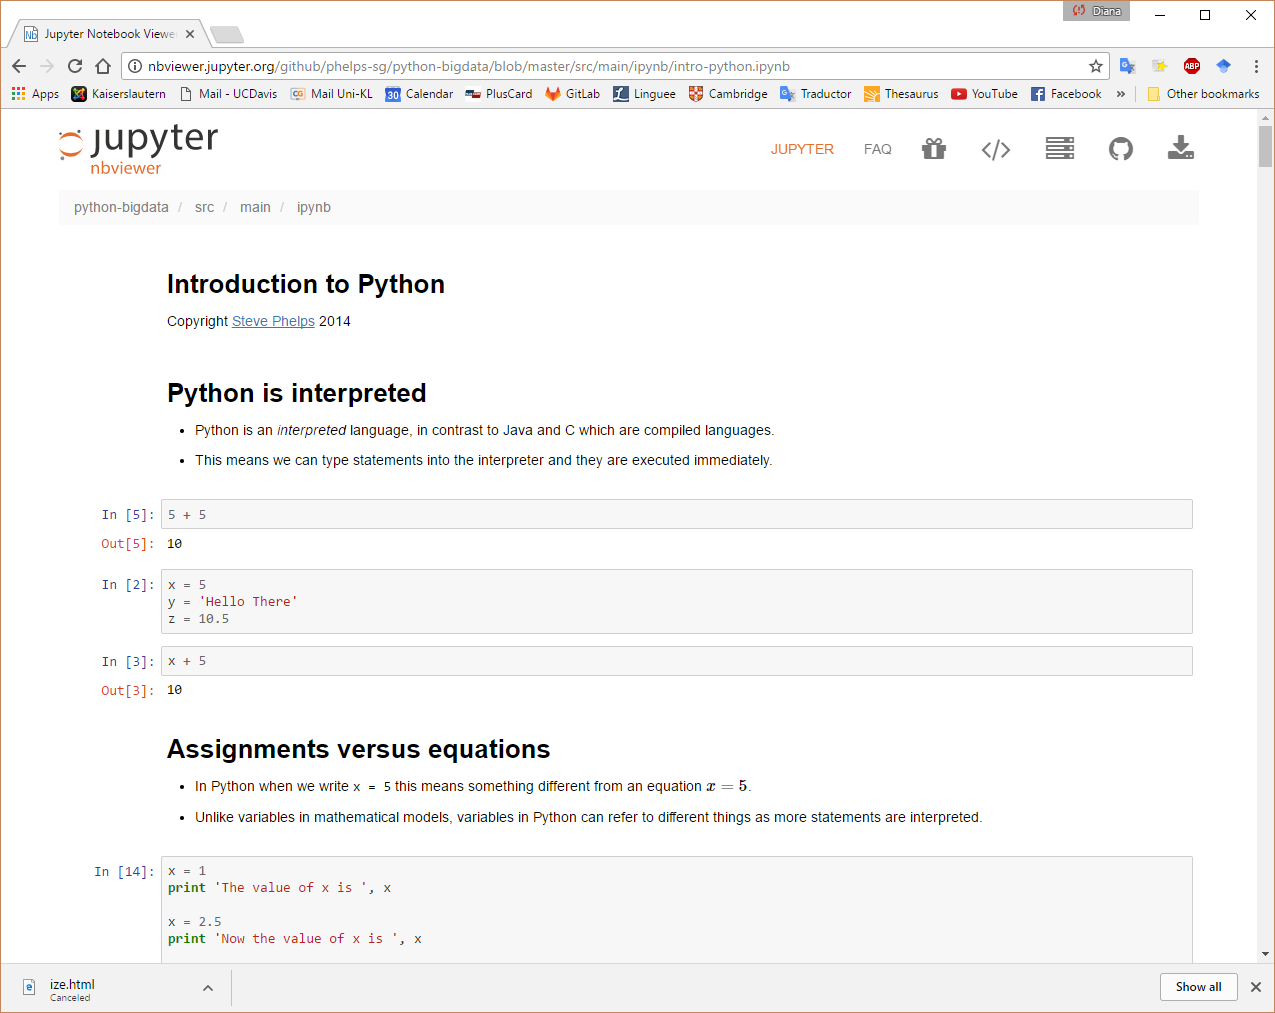 Diana
Jupyter Notebook Viewe
nbviewer.jupyter.org/github/phelps-sg/python-bigdata/blob/master/src/main/ipynb/intro-python.ipynb
ABP
Apps Kaiserslautern Mail - UCDavis Mail Uni-KL 30 Calendar PlusCard GitLab Linguee Cambridge Traductor Thesaurus YouTube Facebook » Other bookmarks
jupyter
nbviewer
JUPYTER FAQ
python-bigdata / src / main / ipynb
Introduction to Python
Copyright Steve Phelps 2014
Python is interpreted
• Python is an interpreted language, in contrast to Java and C which are compiled languages.
• This means we can type statements into the interpreter and they are executed immediately.
In [5]: 5 + 5
Out[5]: 10
In [2]: x = 5
y = 'Hello There'
z = 10.5
In [3]: x + 5
Out[3]: 10
Assignments versus equations
• In Python when we write x = 5 this means something different from an equation x = 5.
• Unlike variables in mathematical models, variables in Python can refer to different things as more statements are interpreted.
In [14]: x = 1
print 'The value of x is ', x
x = 2.5
print 'Now the value of x is ', x
ize.html
Canceled
Show all